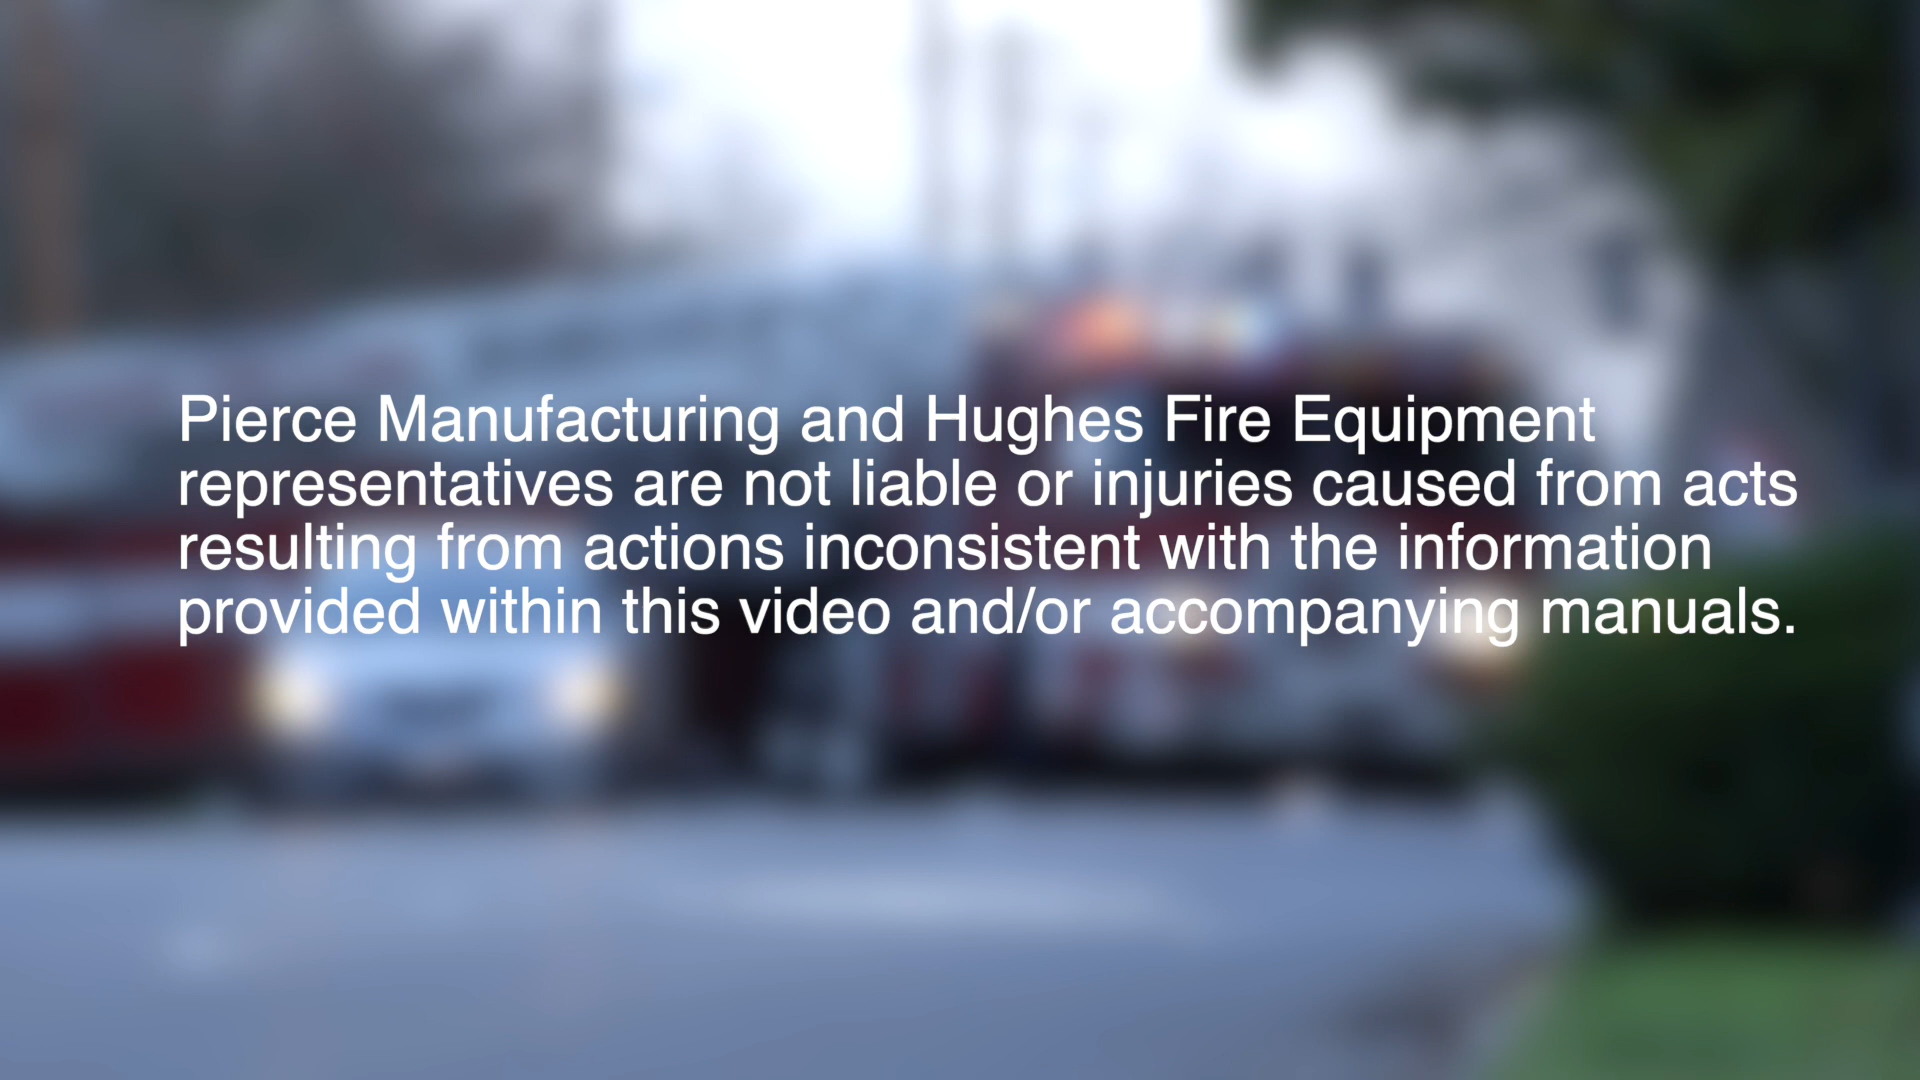 Pierce Manufacturing and Hughes Fire Equipment
representatives are not liable or injuries caused from acts
resulting from actions inconsistent with the information
provided within this video and/or accompanying manuals.